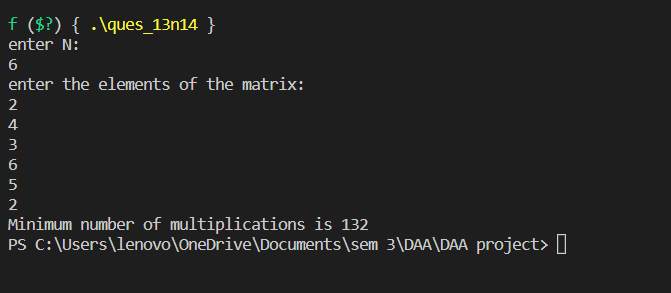 f ($?) { .\ques_13n14 }
enter N:
6
enter the elements of the matrix:
2
4
3
6
5
2
Minimum number of multiplications is 132
PS C:\Users\lenovo\OneDrive\Documents\sem 3\DAA\DAA project>